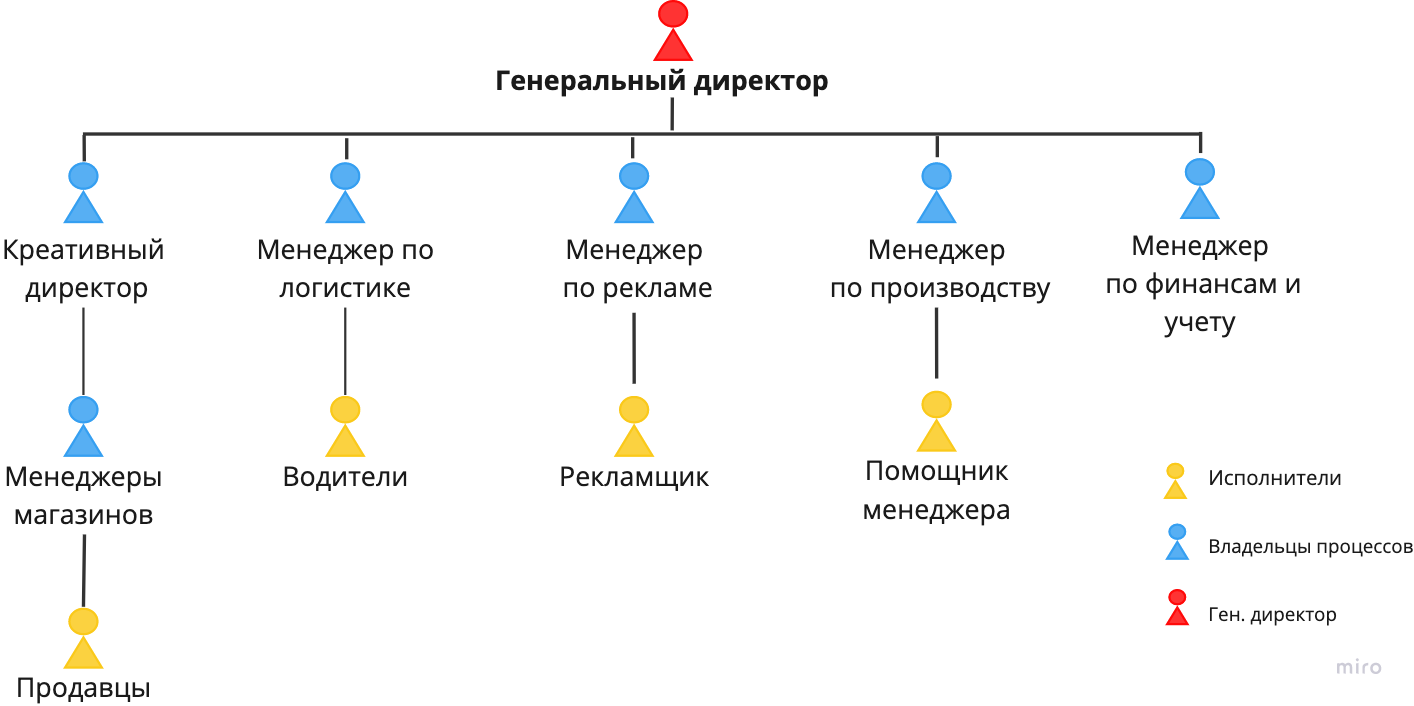 Генеральный директор
Креативный
директор
Менеджер по
логистике
Менеджер
по рекламе
Менеджер
по производству
Менеджер
по финансам и
учету
Менеджеры
магазинов
Водители
Рекламщик
Помощник
менеджера
Продавцы
Исполнители
Владельцы процессов
Ген. директор
miro